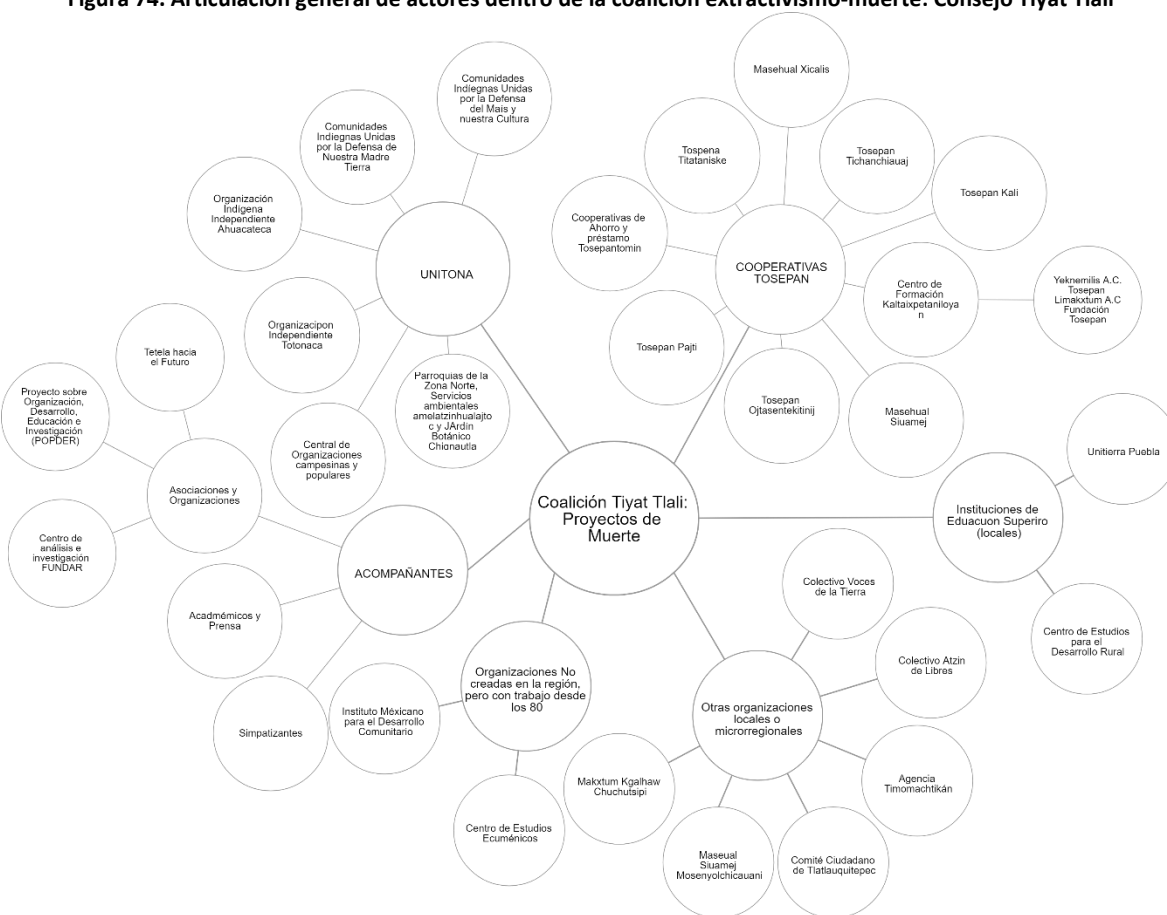 Figura 74. Articulación general de actores dentro de la coalición extractivismo-muerte: Consejo Tiyat Tlali
Masehual Xicalis
Comunidades
Indíegnas Unidas
por la Defensa
del Maís y
nuestra Cultura
Comunidades
Indiegnas Unidas
por la Defensa de
Nuestra Madre
Tierra
Tospena
Titataniske
Tosepan
Tichanchiauaj
Tosepan Kali
Organización
Índígena
Independiente
Ahuacateca
Cooperativas de
Ahorro y
préstamo
Tosepantomin
UNITONA
COOPERATIVAS
TOSEPAN
Centro de
Formación
Kaltaixpetaniloya
n
Yeknemilis A.C.
Tosepan
Limakxtum A.C
Fundación
Tosepan
Organizacipon
Independiente
Totonaca
Tosepan Pajti
Tetela hacia
el Futuro
Parroquias de la
Zona Norte,
Servicios
ambientales
amelatzinhualajto
c y JArdín
Botánico
Chignautla
Tosepan
Ojtasentekitinij
Masehual
Siuamej
Proyecto sobre
Organización,
Desarrollo,
Educación e
Investigación
(POPDER)
Central de
Organizaciones
campesinas y
populares
Unitierra Puebla
Asociaciones y
Organizaciones
Coalición Tiyat Tlali:
Proyectos de
Muerte
Instituciones de
Eduacuon Superiro
(locales)
Centro de
análisis e
investigación
FUNDAR
ACOMPAÑANTES
Colectivo Voces
de la Tierra
Acadmémicos y
Prensa
Centro de Estudios
para el
Desarrollo Rural
Colectivo Atzin
de Libres
Organizaciones No
creadas en la región,
pero con trabajo desde
los 80
Instituto Méxicano
para el Desarrollo
Comunitario
Otras organizaciones
locales o
microrregionales
Simpatizantes
Makxtum Kgalhaw
Chuchutsipi
Agencia
Timomachtikán
Centro de Estudios
Ecuménicos
Maseual
Siuamej
Mosenyolchicauani
Comité Ciudadano
de Tlatlauquitepec